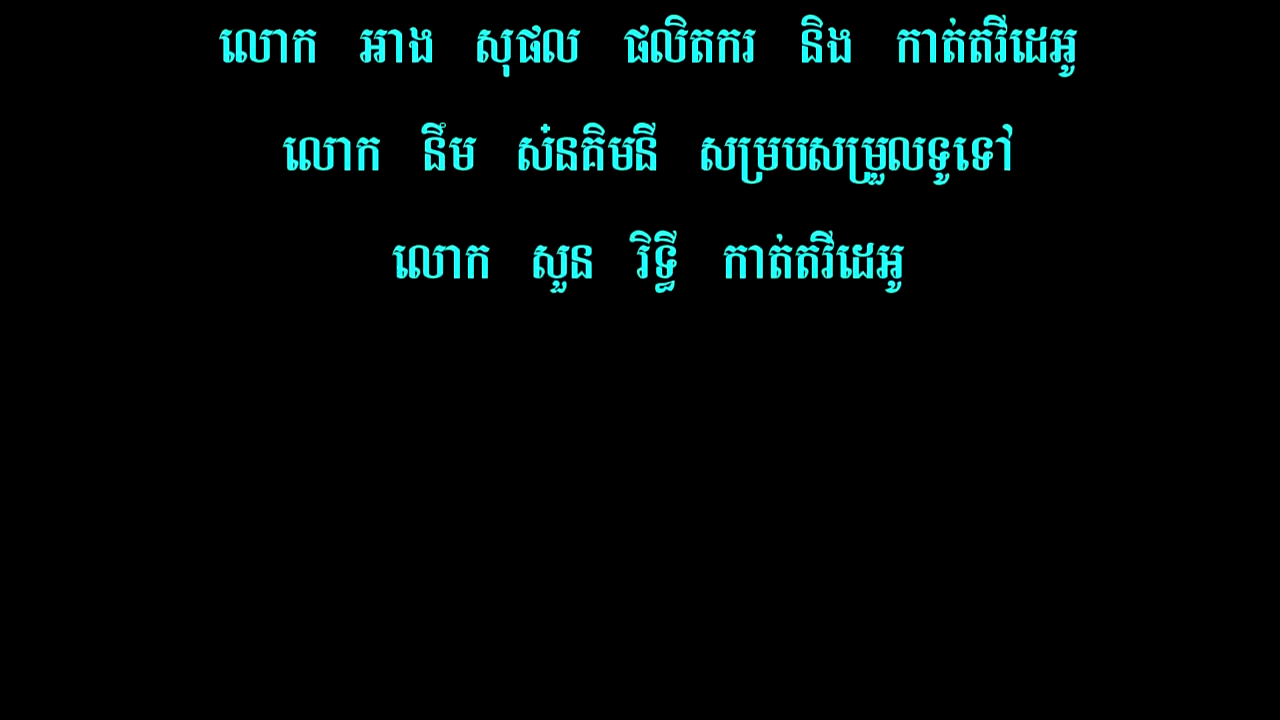 លោក អាង សុផល ផលិតករ និង កាត់តវីដេអូ
លោក នឹម ស៎នគិមនី សម្របសម្រួលទូទៅ
លោក សួន រិទ្ធី កាត់តវីដេអូ